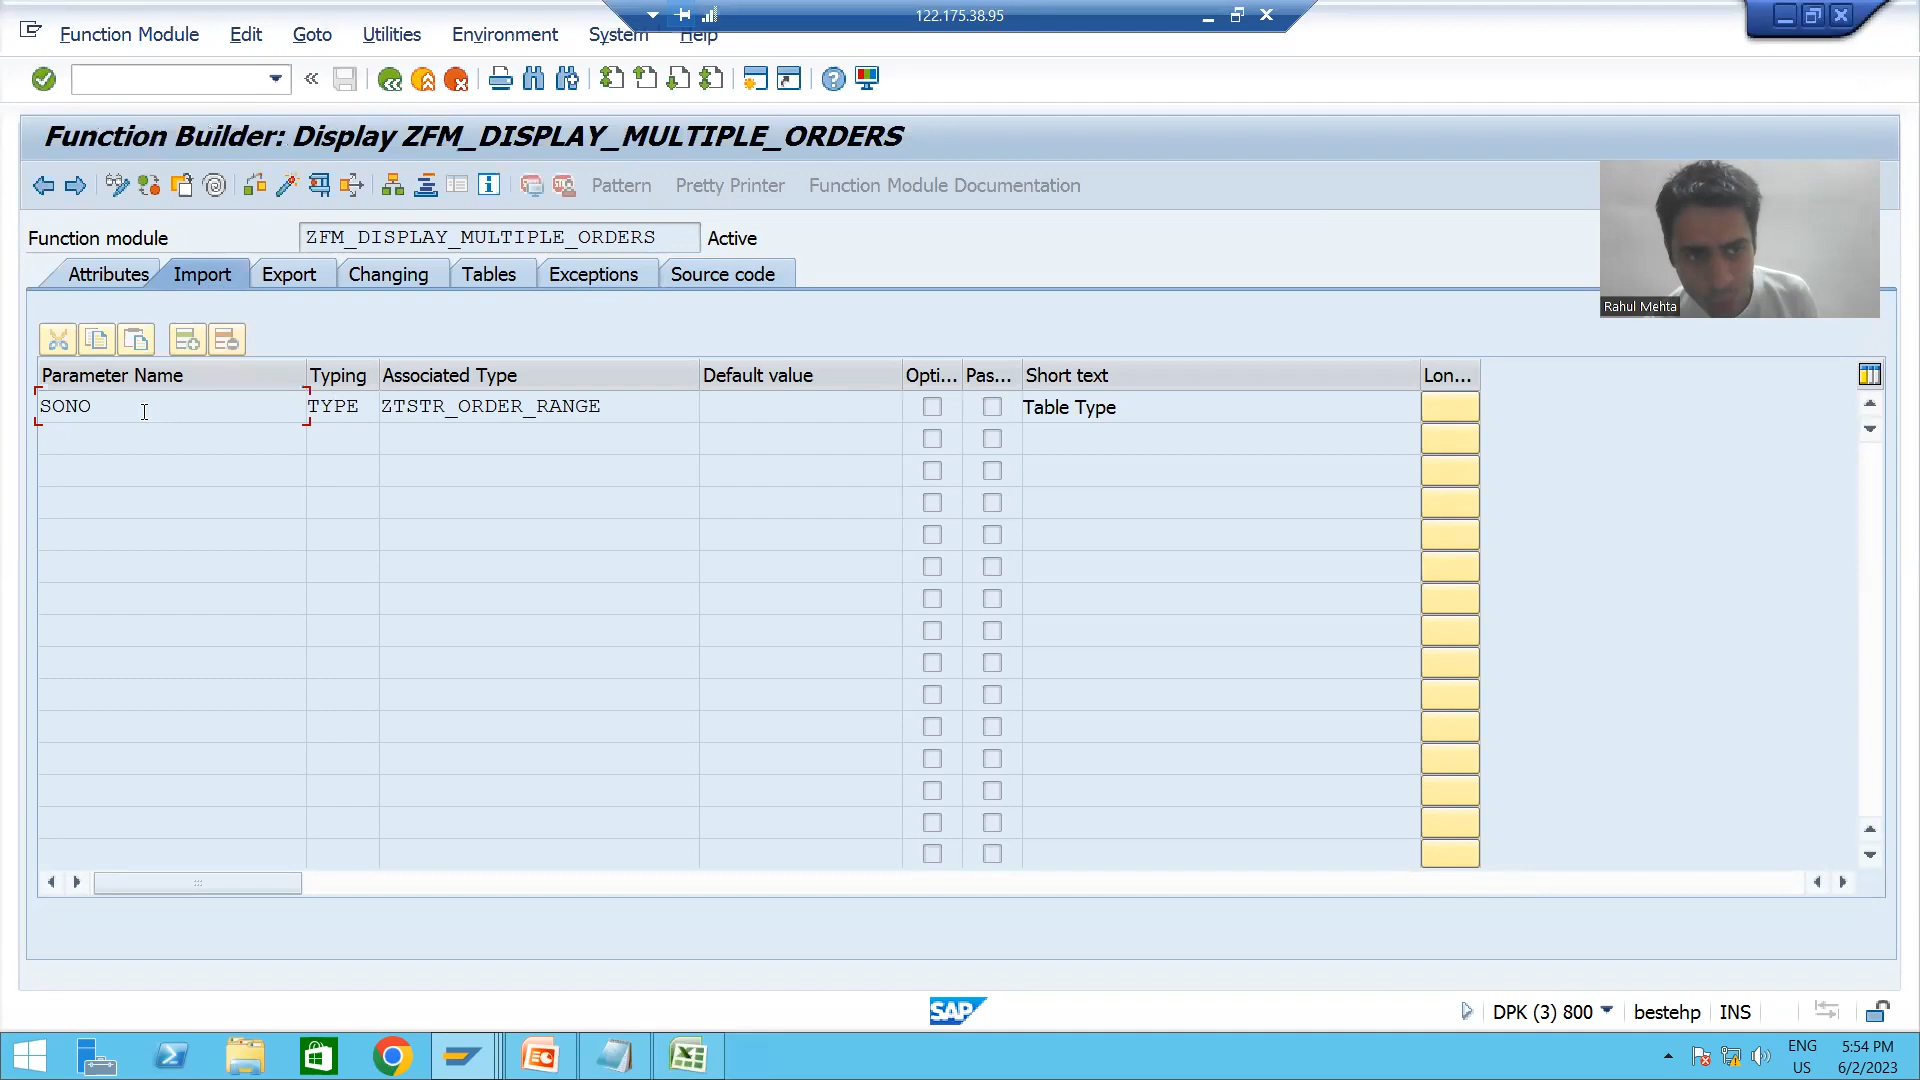 122.175.38.95
Function Module Edit Goto Utilities Environment System Help
Function Builder: Display ZFM_DISPLAY_MULTIPLE_ORDERS
Pattern Pretty Printer Function Module Documentation
Function module ZFM_DISPLAY_MULTIPLE_ORDERS Active
Attributes Import Export Changing Tables Exceptions Source code
Rahul Mehta
Parameter Name Typing Associated Type Default value Opti... Pas... Short text Lon...
SONO TYPE ZTSTR_ORDER_RANGE Table Type
SAP DPK (3) 800 bestehp INS
ENG 5:54 PM
US 6/2/2023